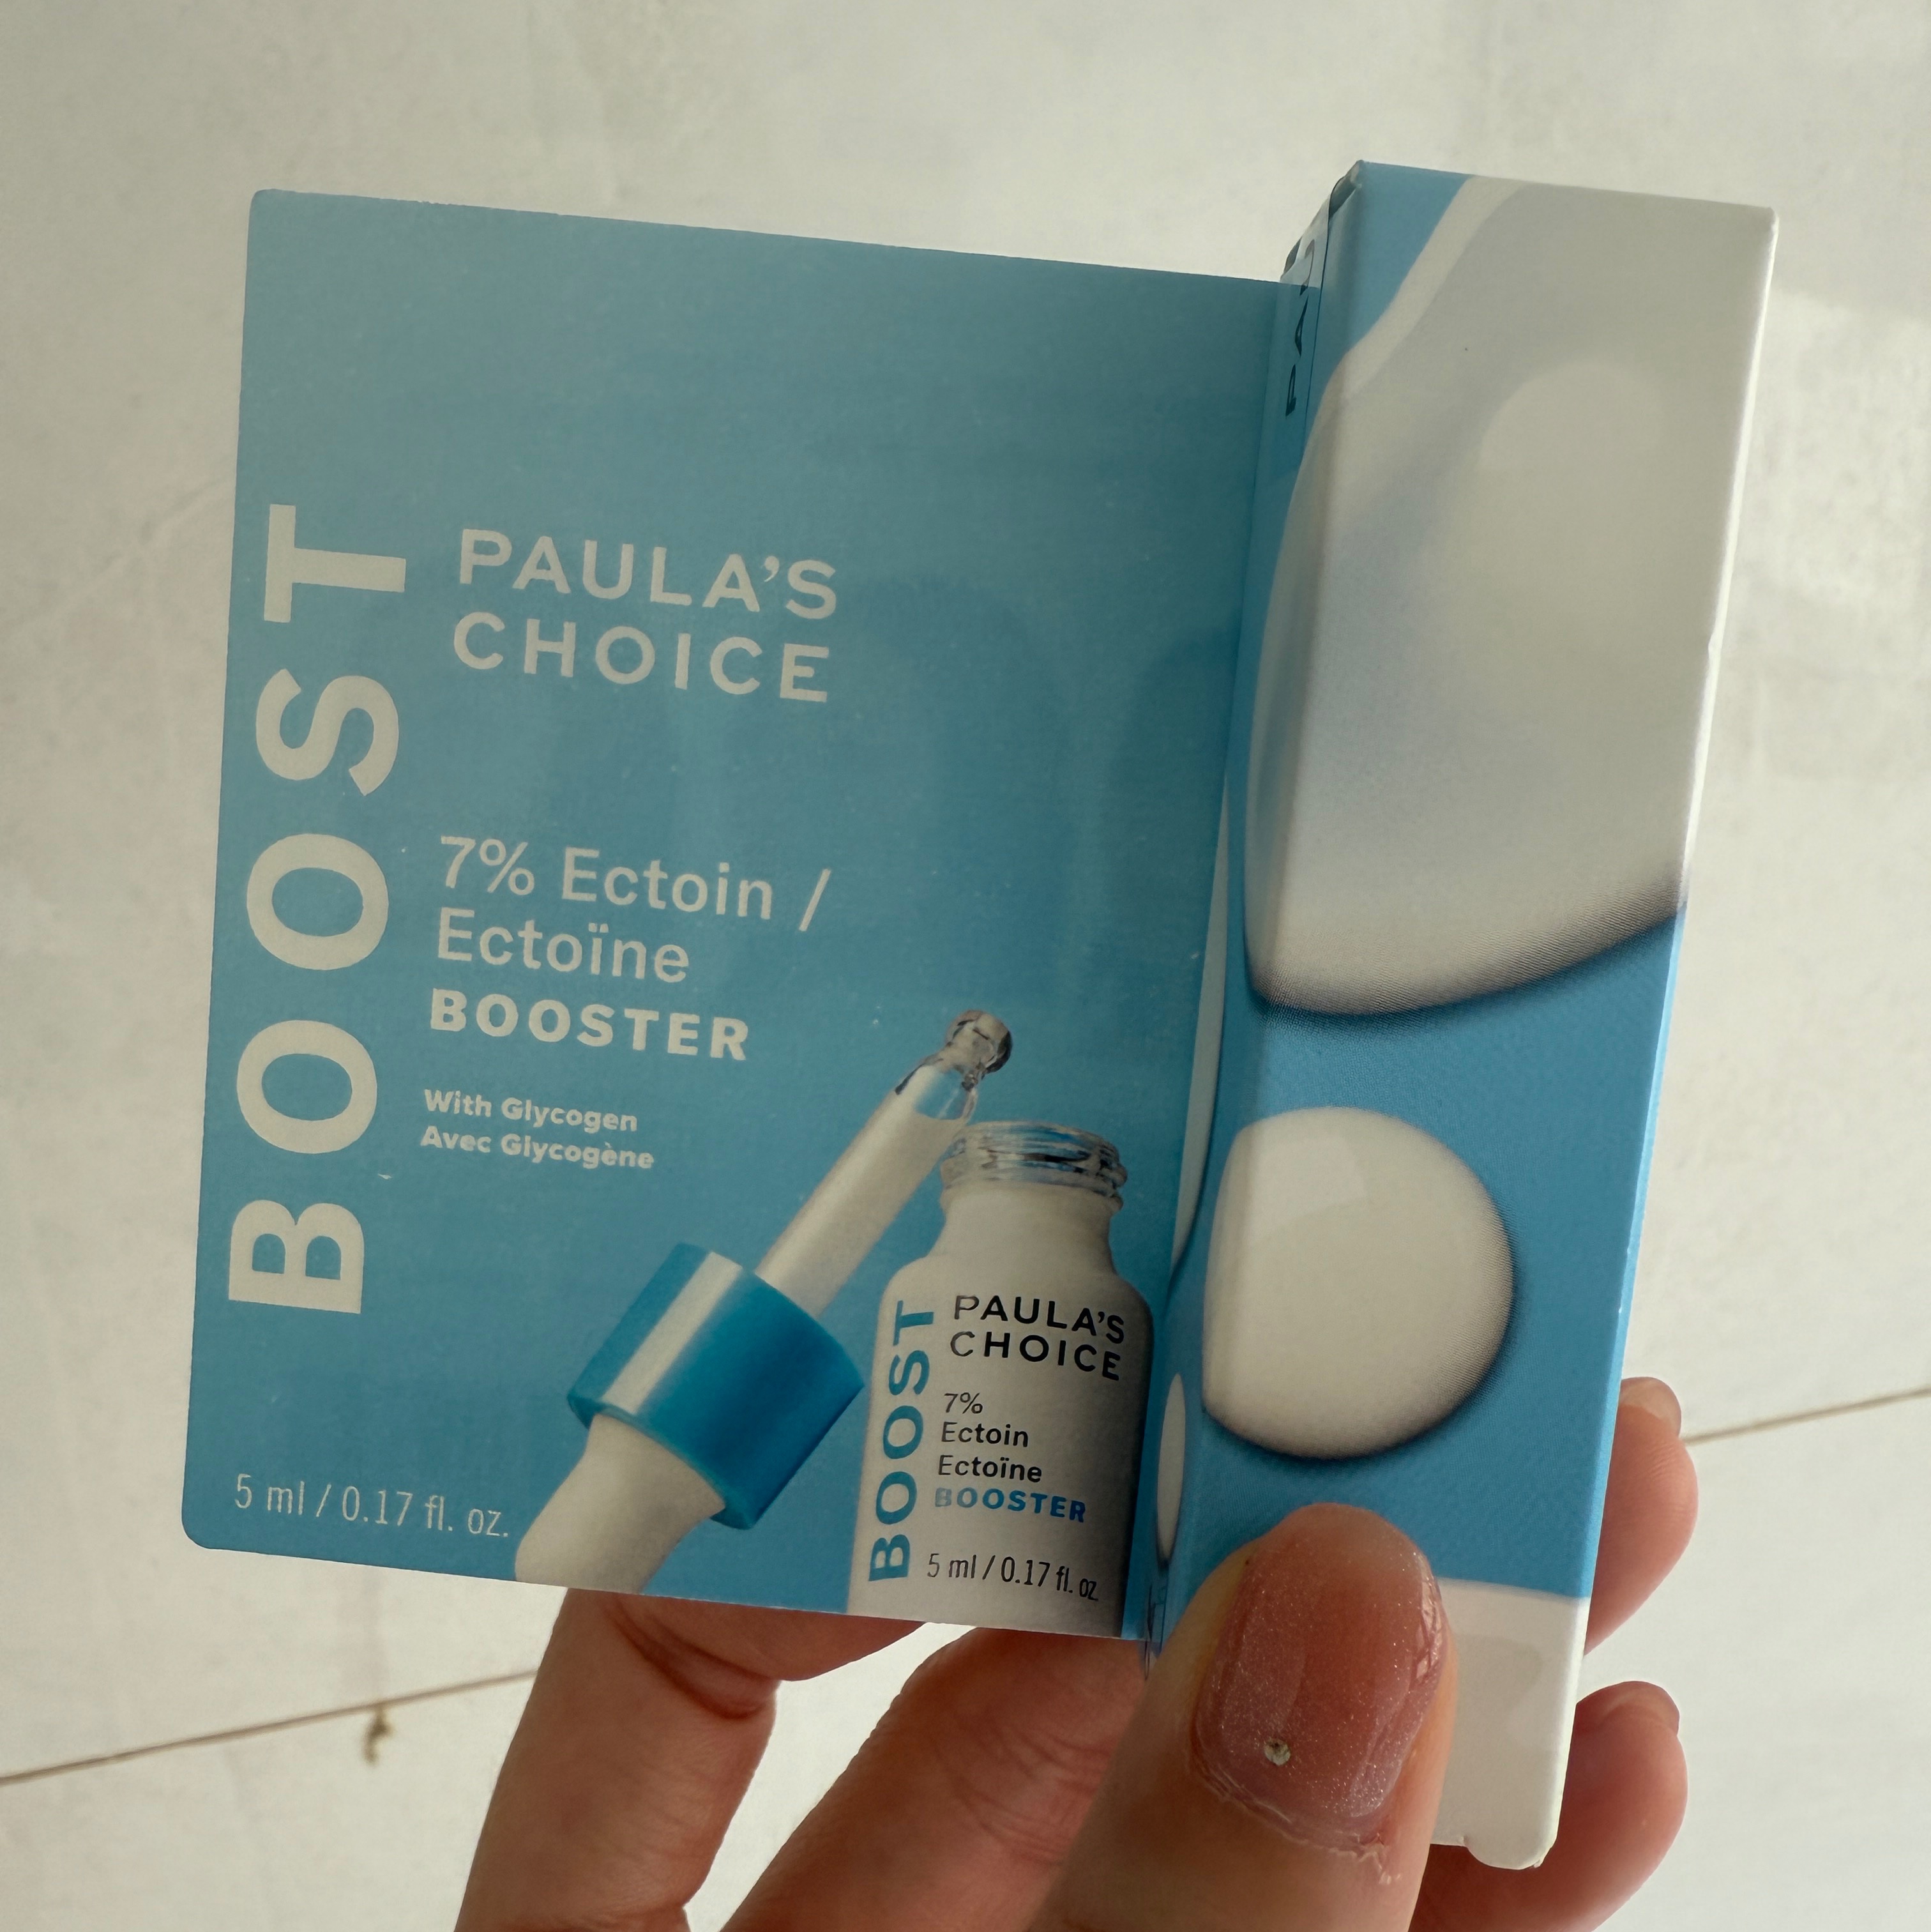 BOOST
PAULA'S
CHOICE
7% Ectoin /
Ectoïne
BOOSTER
With Glycogen
Avec Glycogène
5 ml / 0.17 fl. oz.
BOOST
PAULA'S
CHOICE
7%
Ectoin
Ectoïne
BOOSTER
5 ml / 0.17 fl. oz.